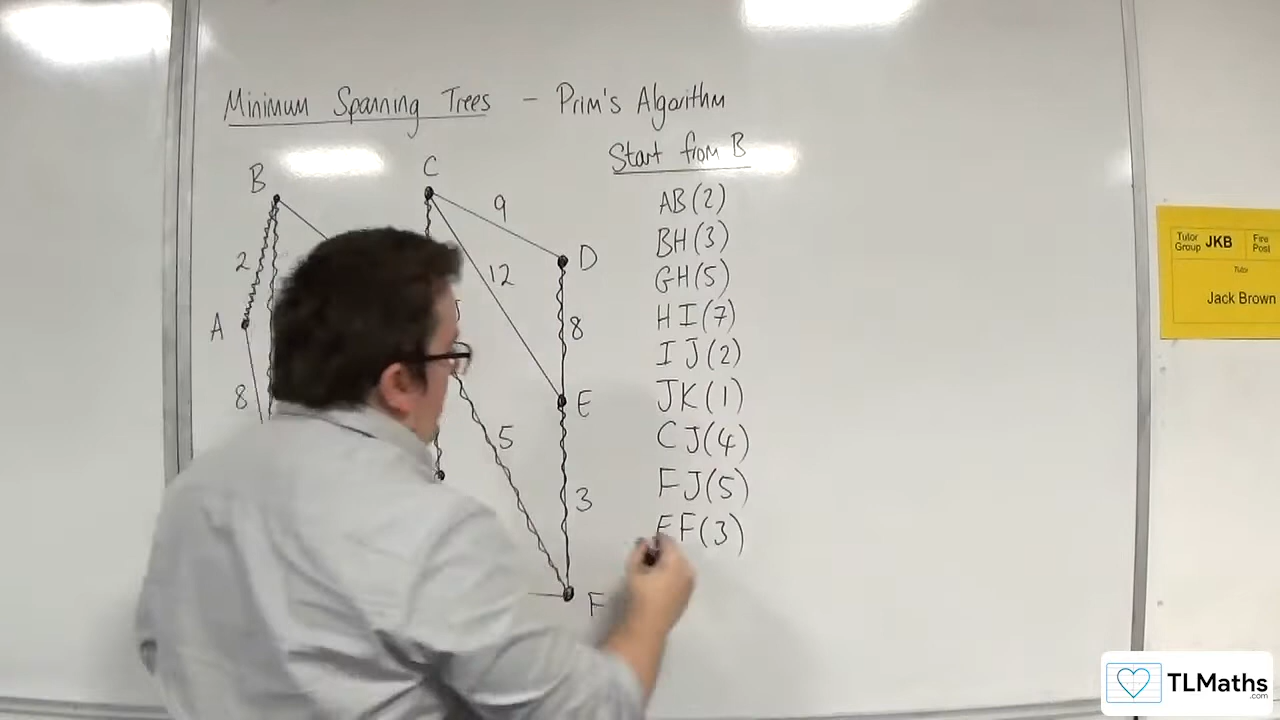 Minimum Spanning Trees - Prim's Algorithm
Start from B
B
C
9
D
2
12
8
A
J
E
8
5
3
F
AB(2)
BH(3)
GH(5)
HI(7)
IJ(2)
JK(1)
CJ(4)
FJ(5)
EF(3)
Tutor Group JKB
Fire Post
Tutor
Jack Brown
TLMaths
.com